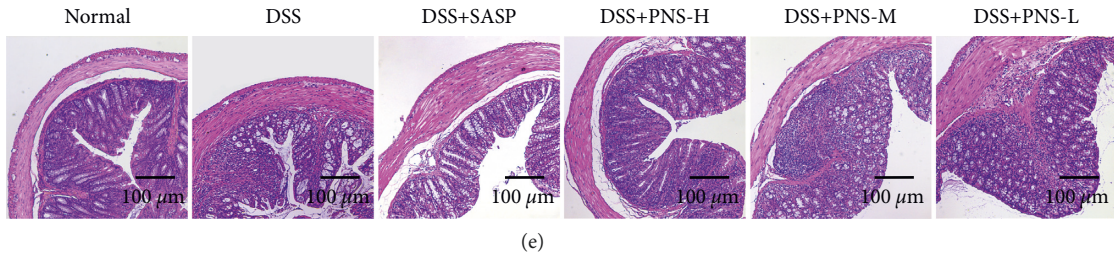 Normal DSS DSS+SASP DSS+PNS-H DSS+PNS-M DSS+PNS-L
100 μm 100 μm 100 μm 100 μm 100 μm 100 μm
(e)